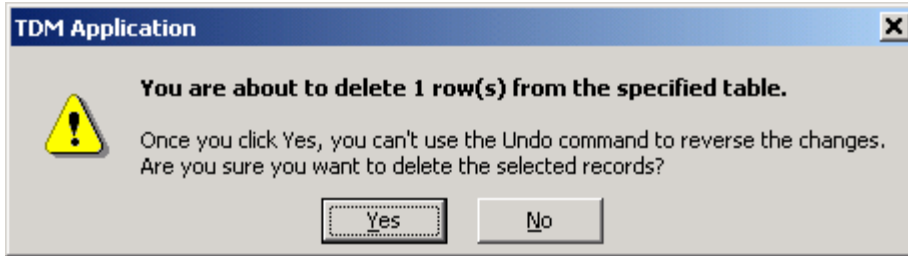 TDM Application
You are about to delete 1 row(s) from the specified table.
Once you click Yes, you can't use the Undo command to reverse the changes.
Are you sure you want to delete the selected records?
Yes No